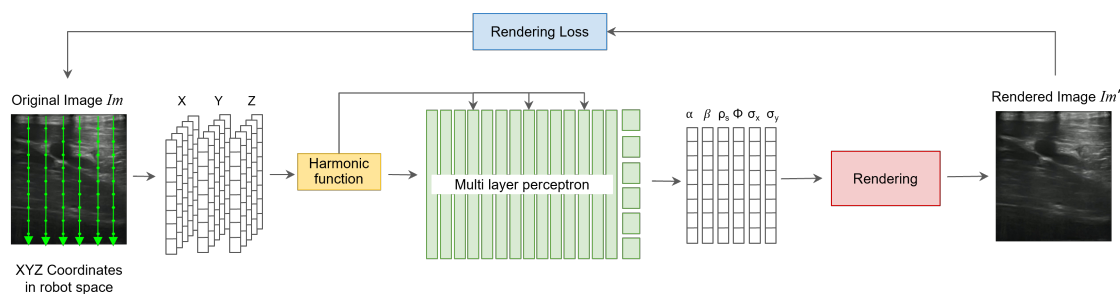 Rendering Loss
Original Image Im
X Y Z
Harmonic
function
Multi layer perceptron
α β ρs Φ σx σy
Rendering
Rendered Image Im′
XYZ Coordinates
in robot space